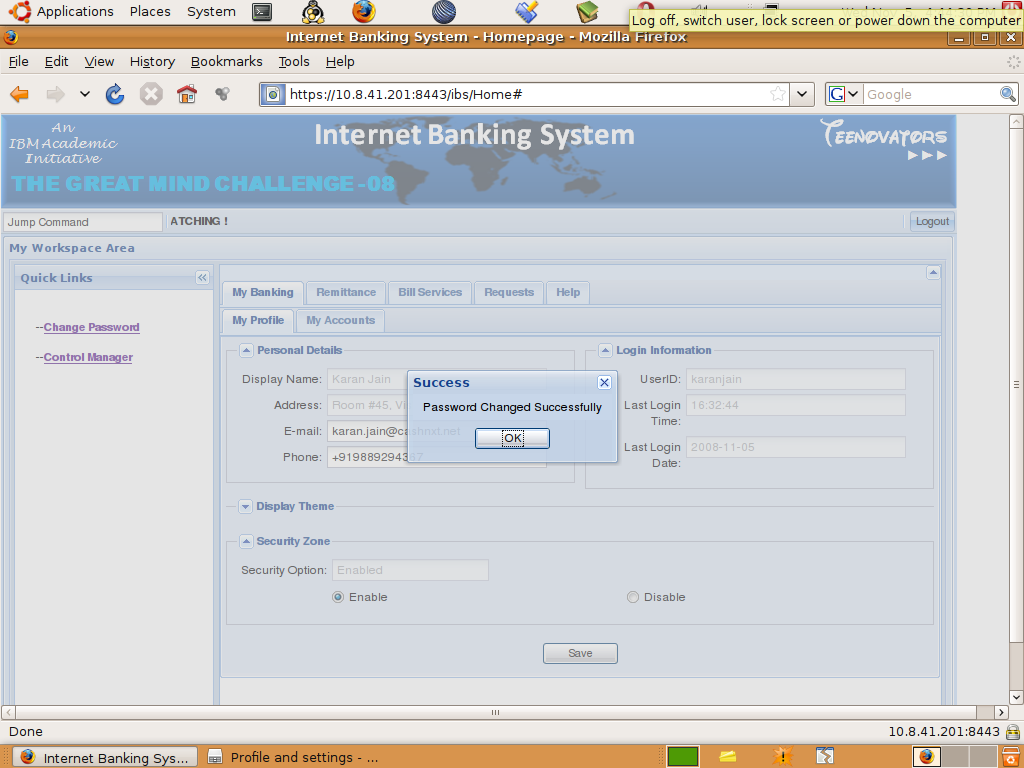 Applications Places System
Log off, switch user, lock screen or power down the computer
Internet Banking System - Homepage - Mozilla Firefox
File Edit View History Bookmarks Tools Help
https://10.8.41.201:8443/ibs/Home#
G Google
An
IBM Academic
Initiative
Internet Banking System
TEENOVATORS
THE GREAT MIND CHALLENGE -08
Jump Command ATCHING ! Logout
My Workspace Area
Quick Links
--Change Password
--Control Manager
My Banking Remittance Bill Services Requests Help
My Profile My Accounts
Personal Details
Display Name: Karan Jain
Address: Room #45,
E-mail:
Phone:
Login Information
UserID: karanjain
Last Login Time: 16:32:44
Last Login Date: 2008-11-05
Success
Password Changed Successfully
OK
Display Theme
Security Zone
Security Option: Enabled
Enable Disable
Save
Done 10.8.41.201:8443
Internet Banking Sys... Profile and settings - ...